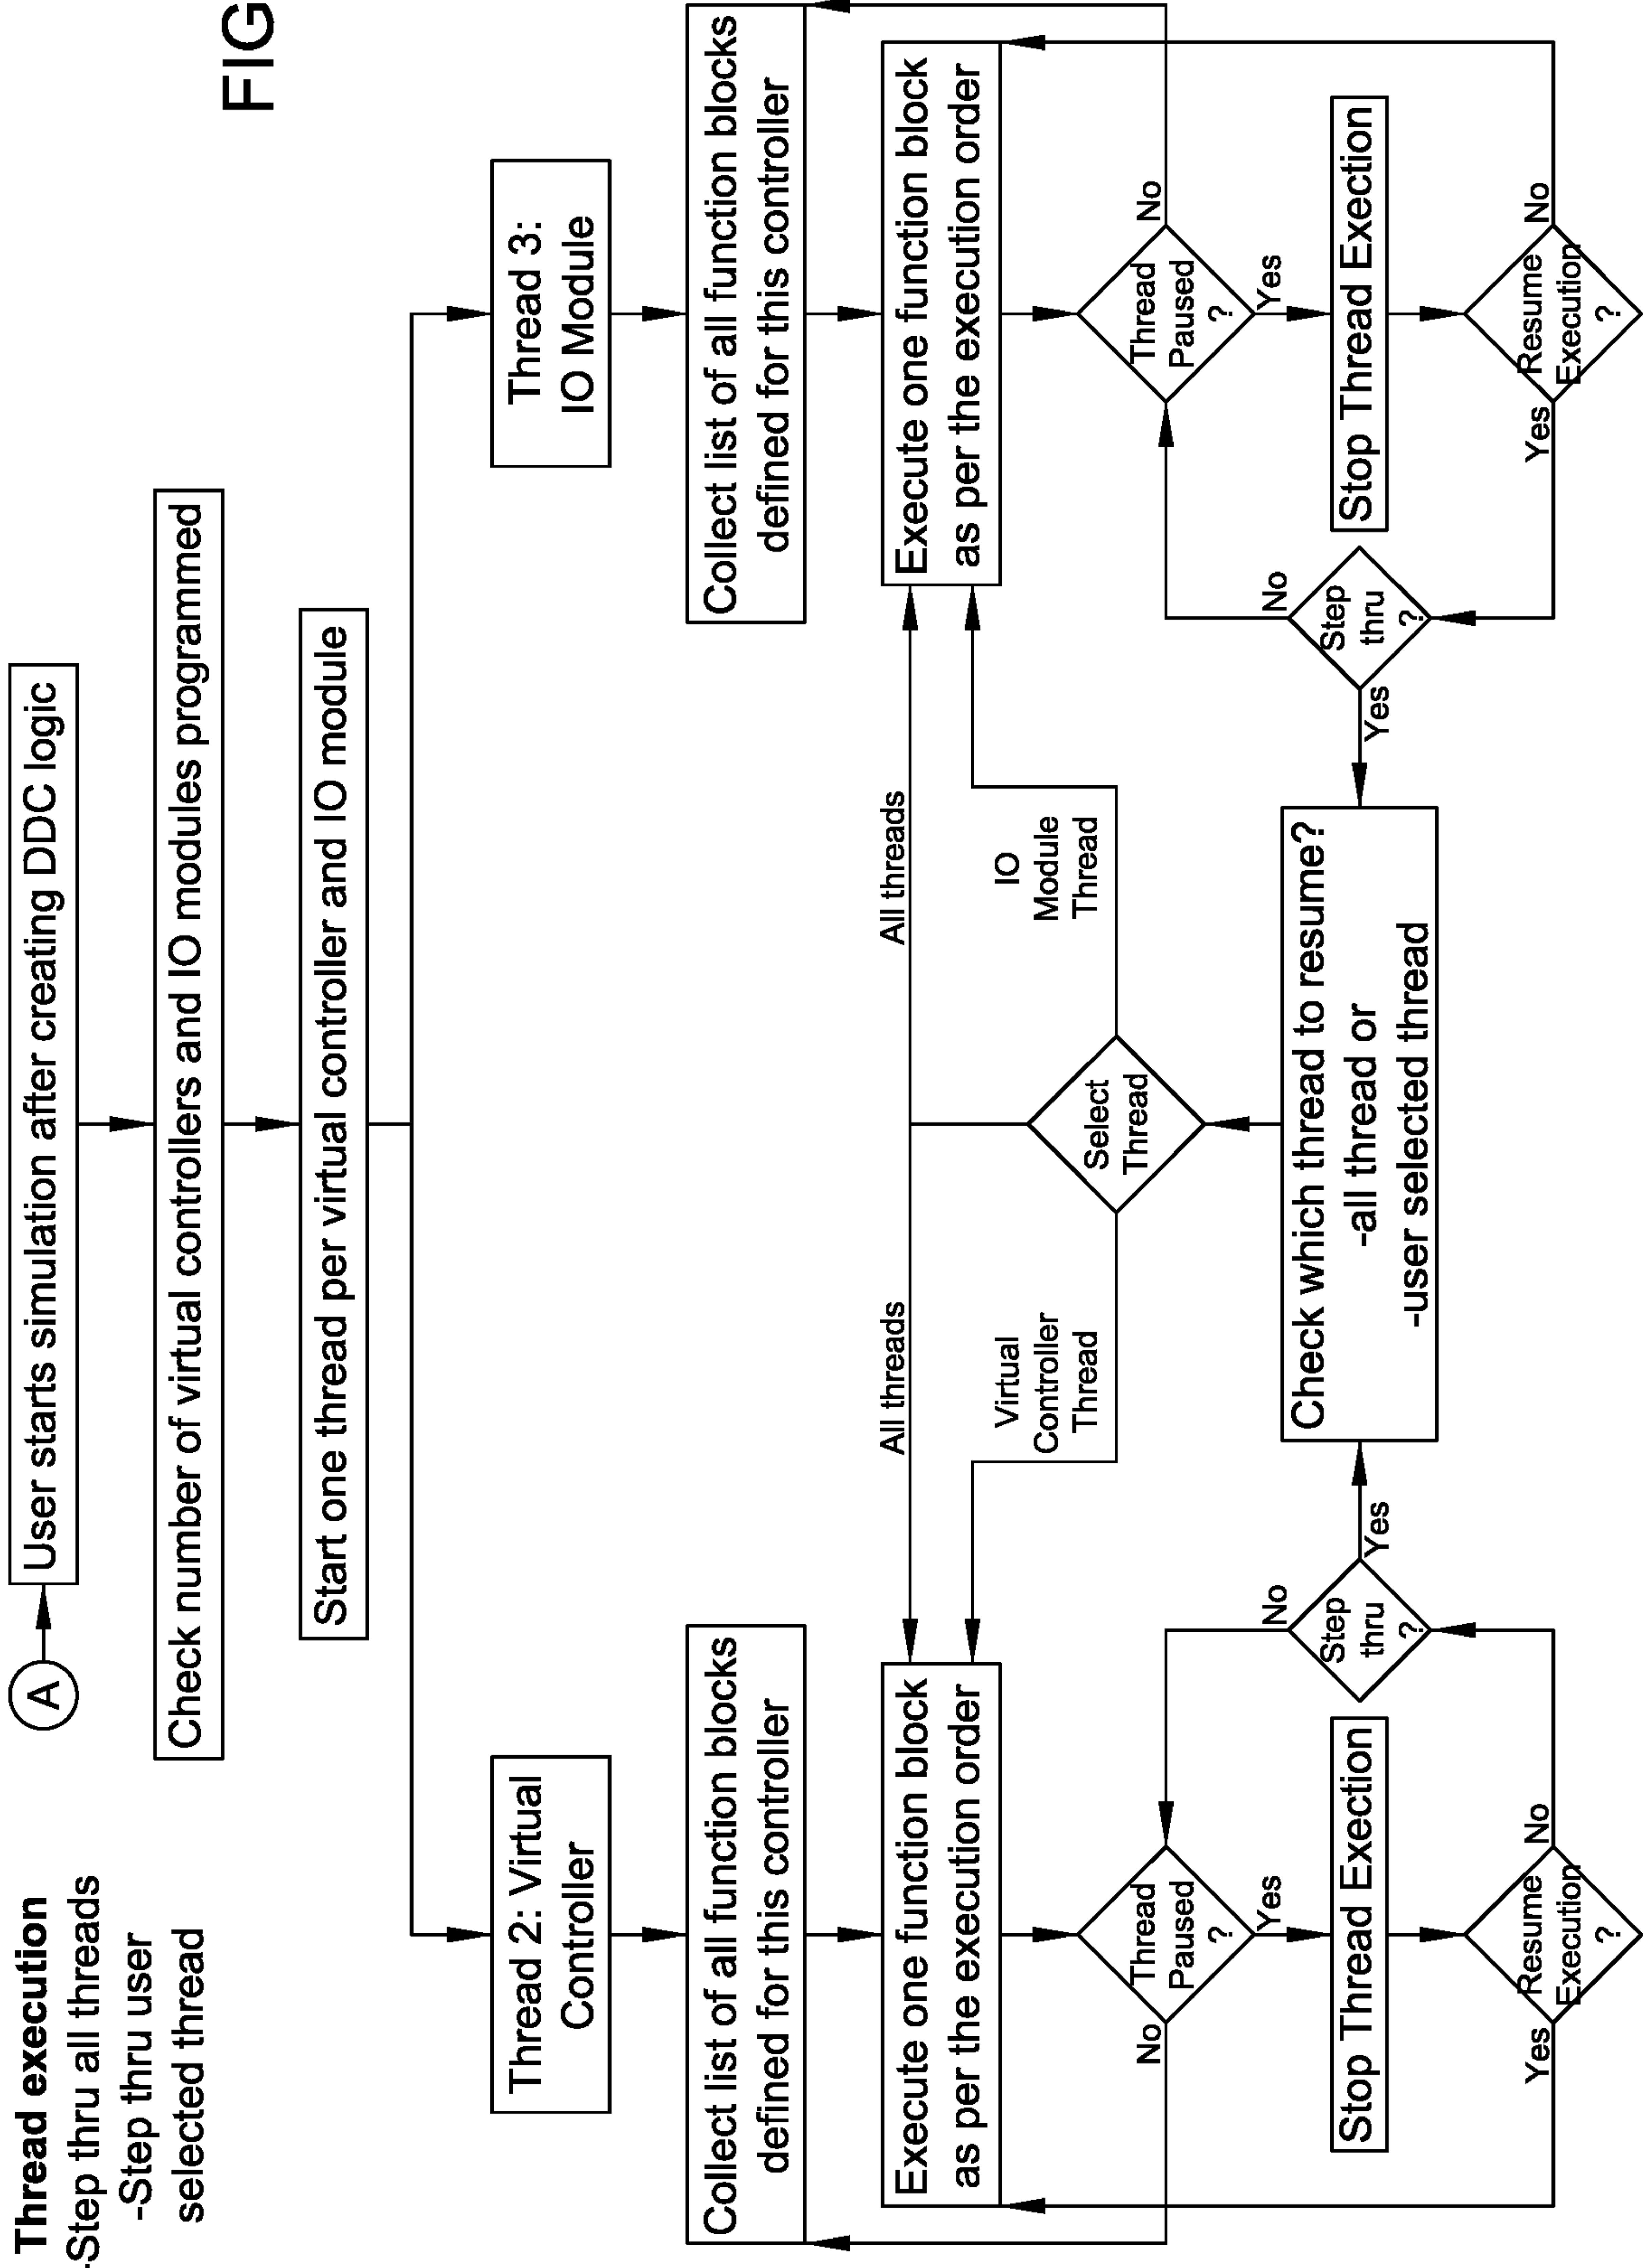 Thread execution
-Step thru all threads
-Step thru user
selected thread
A
User starts simulation after creating DDC logic
FIG
Check number of virtual controllers and IO modules programmed
Start one thread per virtual controller and IO module
Thread 2: Virtual
Controller
Thread 3:
IO Module
Collect list of all function blocks
defined for this controller
Collect list of all function blocks
defined for this controller
Execute one function block
as per the execution order
All threads
All threads
Execute one function block
as per the execution order
Virtual
Controller
Thread
IO
Module
Thread
No
Thread
Paused
?
Yes
Select
Thread
Thread
Paused
?
No
Yes
Stop Thread Exection
No
Step
thru
?
Yes
Check which thread to resume?
-all thread or
-user selected thread
No
Step
thru
?
Yes
Stop Thread Exection
Yes
Resume
Execution
?
No
Yes
Resume
Execution
?
No